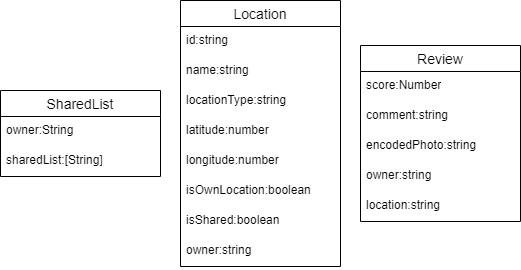 SharedList
owner:String
sharedList:[String]
Location
id:string
name:string
locationType:string
latitude:number
longitude:number
isOwnLocation:boolean
isShared:boolean
owner:string
Review
score:Number
comment:string
encodedPhoto:string
owner:string
location:string